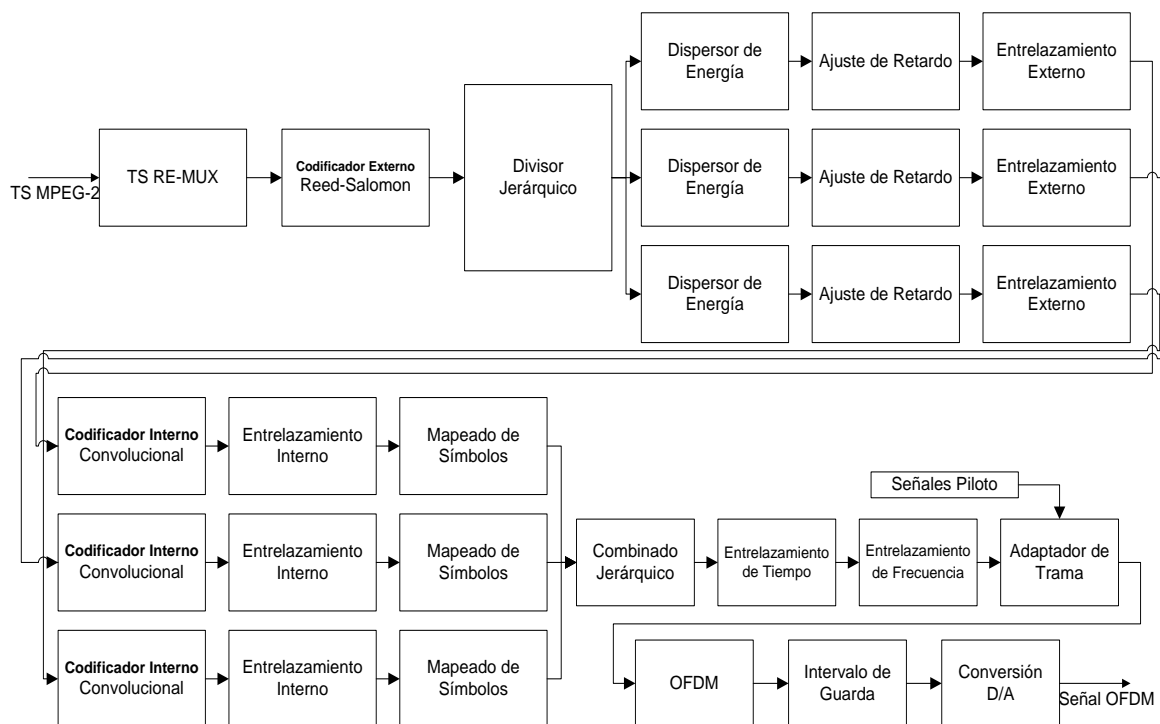 TS MPEG-2
TS RE-MUX
Codificador Externo
Reed-Salomon
Divisor
Jerárquico
Dispersor de
Energía
Ajuste de Retardo
Entrelazamiento
Externo
Dispersor de
Energía
Ajuste de Retardo
Entrelazamiento
Externo
Dispersor de
Energía
Ajuste de Retardo
Entrelazamiento
Externo
Codificador Interno
Convolucional
Entrelazamiento
Interno
Mapeado de
Símbolos
Codificador Interno
Convolucional
Entrelazamiento
Interno
Mapeado de
Símbolos
Codificador Interno
Convolucional
Entrelazamiento
Interno
Mapeado de
Símbolos
Combinado
Jerárquico
Entrelazamiento
de Tiempo
Entrelazamiento
de Frecuencia
Señales Piloto
Adaptador de
Trama
OFDM
Intervalo de
Guarda
Conversión
D/A
Señal OFDM